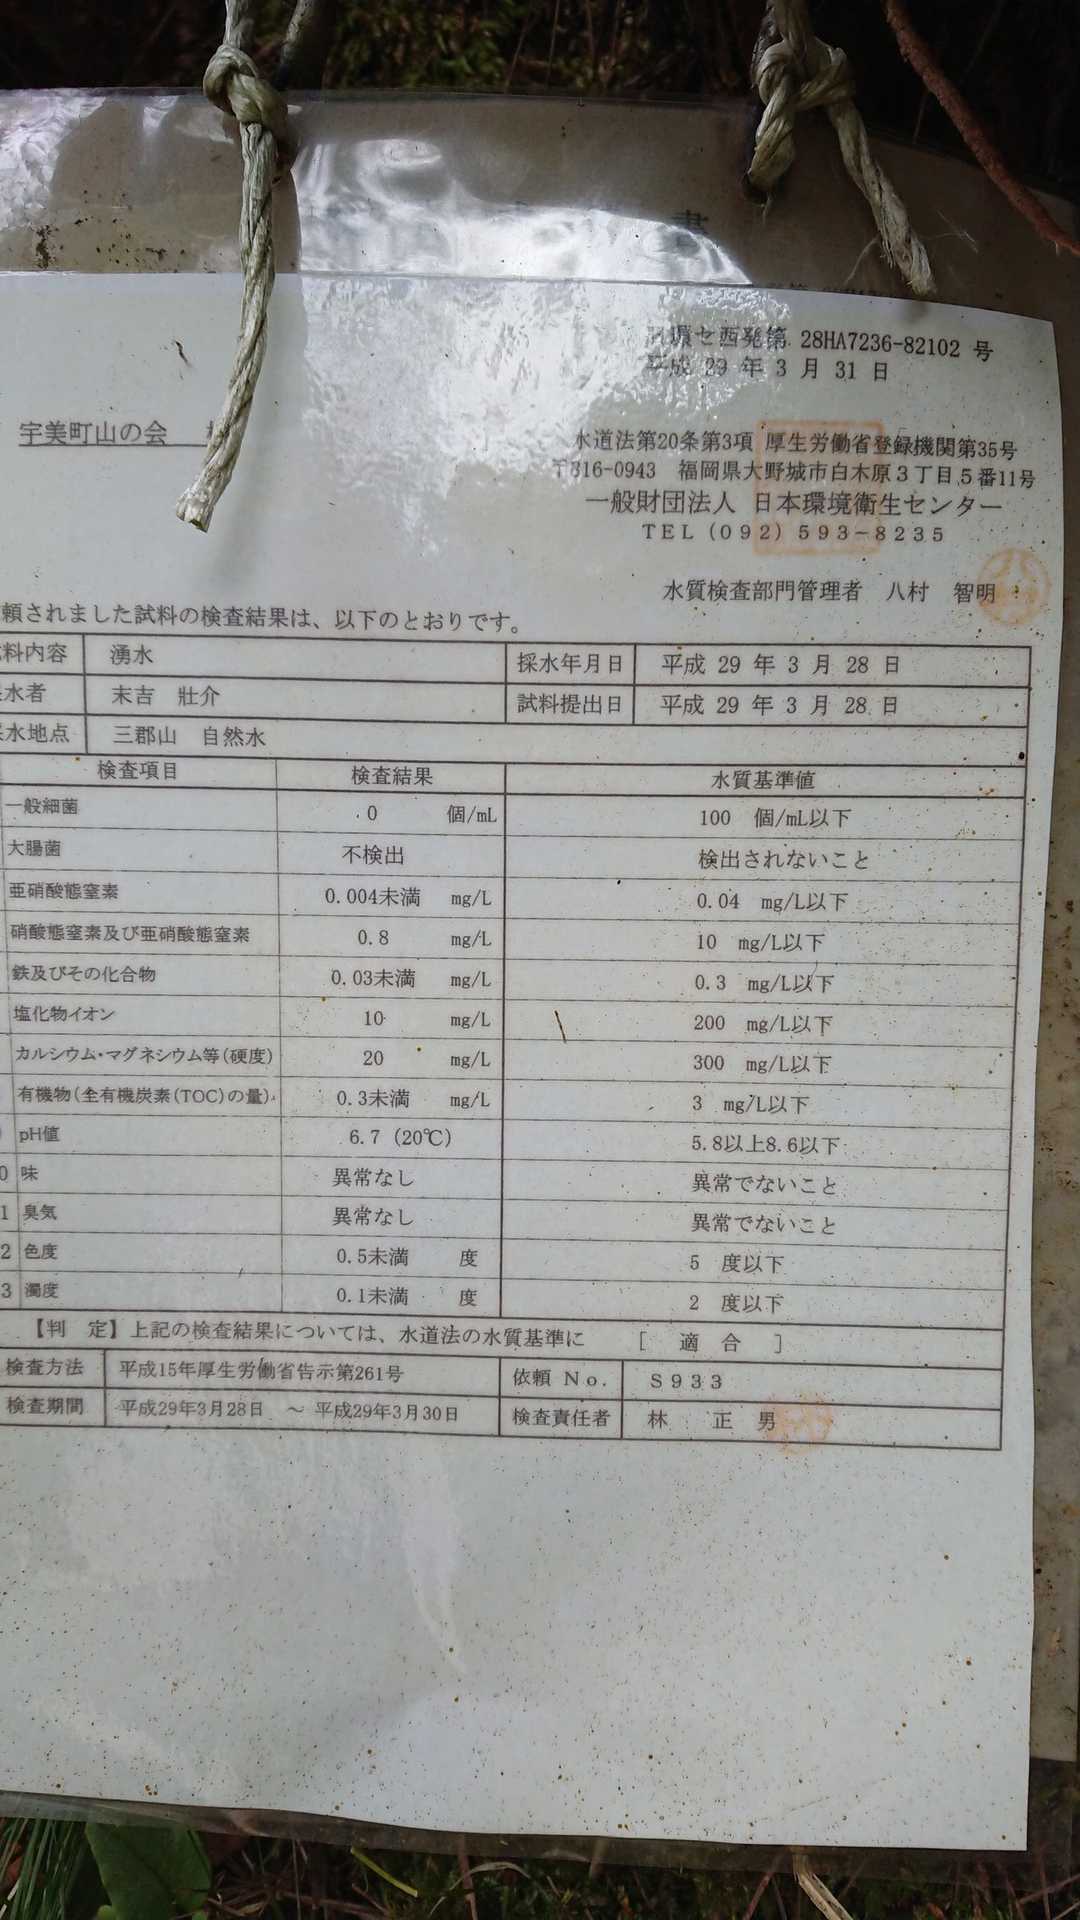 書
環セ西発第 28HA7236-82102 号
平成 29 年 3 月 31 日
宇美町山の会
水道法第20条第3項 厚生労働省登録機関第35号
〒816-0943 福岡県大野城市白木原3丁目5番11号
一般財団法人 日本環境衛生センター
TEL(092)593-8235
水質検査部門管理者 八村 智明
頼されました試料の検査結果は、以下のとおりです。
料内容 湧水 採水年月日 平成 29 年 3 月 28 日
水者 末吉 壯介 試料提出日 平成 29 年 3 月 28 日
水地点 三郡山 自然水
検査項目 検査結果 水質基準値
一般細菌 0 個/mL 100 個/mL以下
大腸菌 不検出 検出されないこと
亜硝酸態窒素 0.004未満 mg/L 0.04 mg/L以下
硝酸態窒素及び亜硝酸態窒素 0.8 mg/L 10 mg/L以下
鉄及びその化合物 0.03未満 mg/L 0.3 mg/L以下
塩化物イオン 10 mg/L 200 mg/L以下
カルシウム・マグネシウム等(硬度) 20 mg/L 300 mg/L以下
有機物(全有機炭素(TOC)の量) 0.3未満 mg/L 3 mg/L以下
pH値 6.7 (20℃) 5.8以上8.6以下
0 味 異常なし 異常でないこと
1 臭気 異常なし 異常でないこと
2 色度 0.5未満 度 5 度以下
3 濁度 0.1未満 度 2 度以下
【判 定】上記の検査結果については、水道法の水質基準に [ 適 合 ]
検査方法 平成15年厚生労働省告示第261号 依頼 No. S933
検査期間 平成29年3月28日 ～ 平成29年3月30日 検査責任者 林 正 男